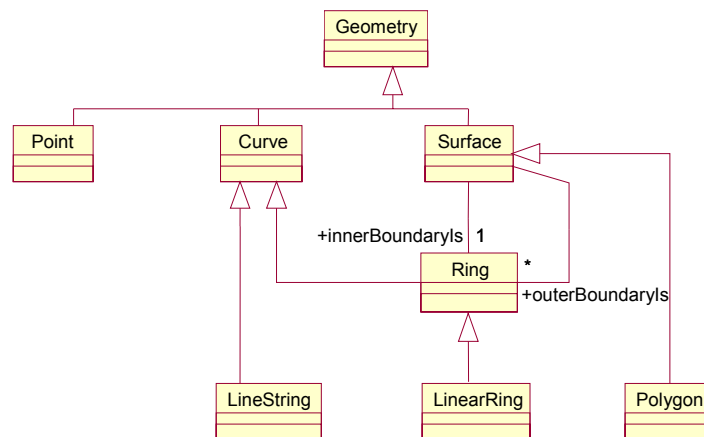 Geometry
Point
Curve
Surface
+innerBoundaryIs 1
Ring
*
+outerBoundaryIs
LineString
LinearRing
Polygon